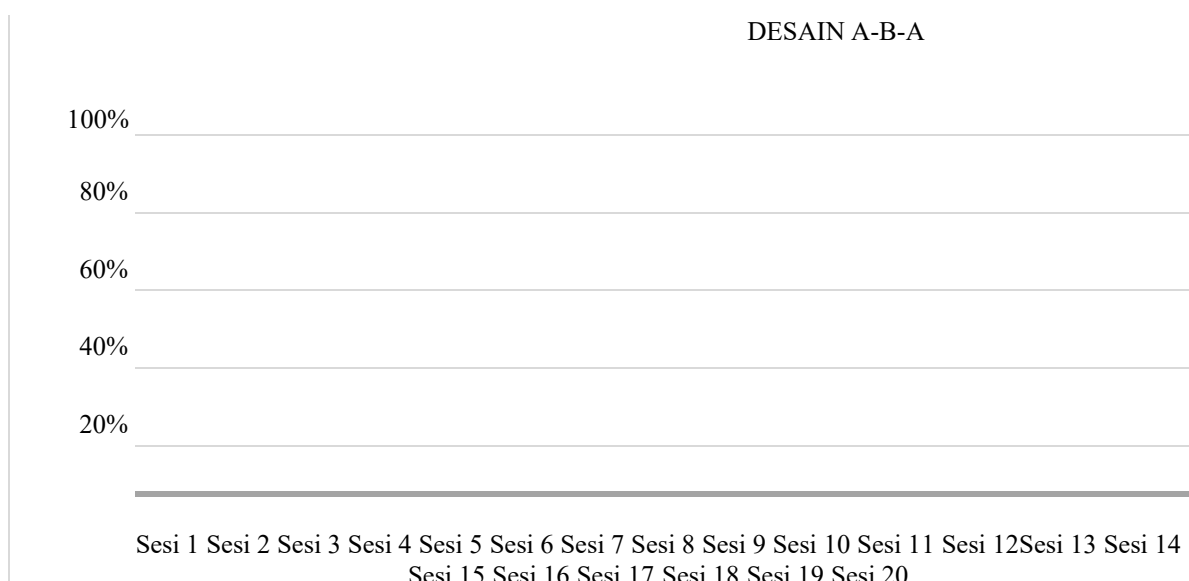 DESAIN A-B-A
100%
80%
60%
40%
20%
Sesi 1 Sesi 2 Sesi 3 Sesi 4 Sesi 5 Sesi 6 Sesi 7 Sesi 8 Sesi 9 Sesi 10 Sesi 11 Sesi 12Sesi 13 Sesi 14
Sesi 15 Sesi 16 Sesi 17 Sesi 18 Sesi 19 Sesi 20